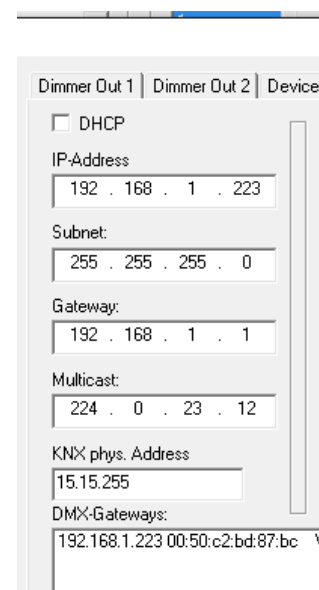 Dimmer Out 1 Dimmer Out 2 Device
DHCP
IP-Address
192 . 168 . 1 . 223
Subnet:
255 . 255 . 255 . 0
Gateway:
192 . 168 . 1 . 1
Multicast:
224 . 0 . 23 . 12
KNX phys. Address
15.15.255
DMX-Gateways:
192.168.1.223 00:50:c2:bd:87:bc